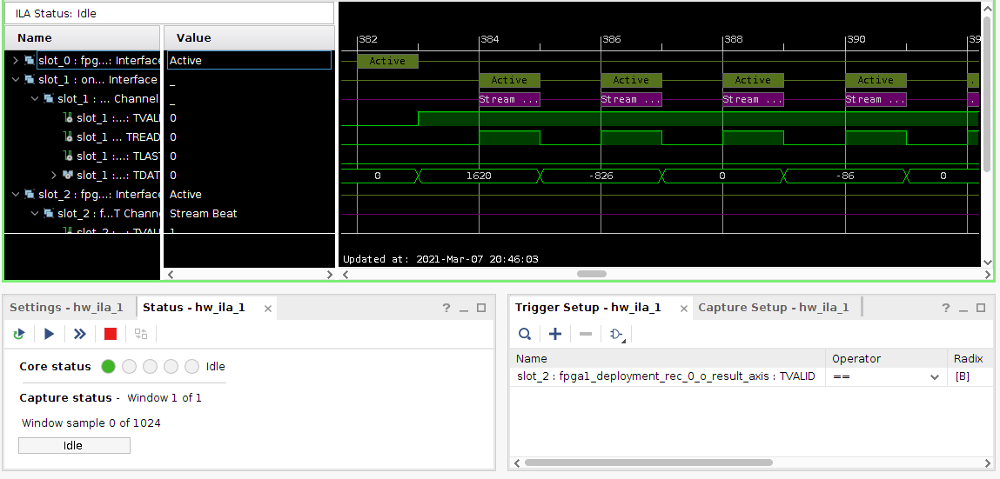 ILA Status: Idle
Name Value
382 384 386 388 390 39
slot_0 : fpg...: Interface Active Active
slot_1 : on... Interface _ Active Active Active Active .
slot_1 : ... Channel _ Stream ... Stream ... Stream ... Stream ... .
slot_1 :...: TVALI 0
slot_1 ... TREAD 0
slot_1 :...: TLAST 0
slot_1 :...: TDAT 0 0 1620 -826 0 -86 0
slot_2 : fpg...: Interface Active
slot_2 : f...T Channe Stream Beat
slot_2 :...: TVALI 1
Updated at: 2021-Mar-07 20:46:03
Settings - hw_ila_1 Status - hw_ila_1 × ?
Core status Idle
Capture status - Window 1 of 1
Window sample 0 of 1024
Idle
Trigger Setup - hw_ila_1 × Capture Setup - hw_ila_1 ?
Name Operator Radix
slot_2 : fpga1_deployment_rec_0_o_result_axis : TVALID == [B]